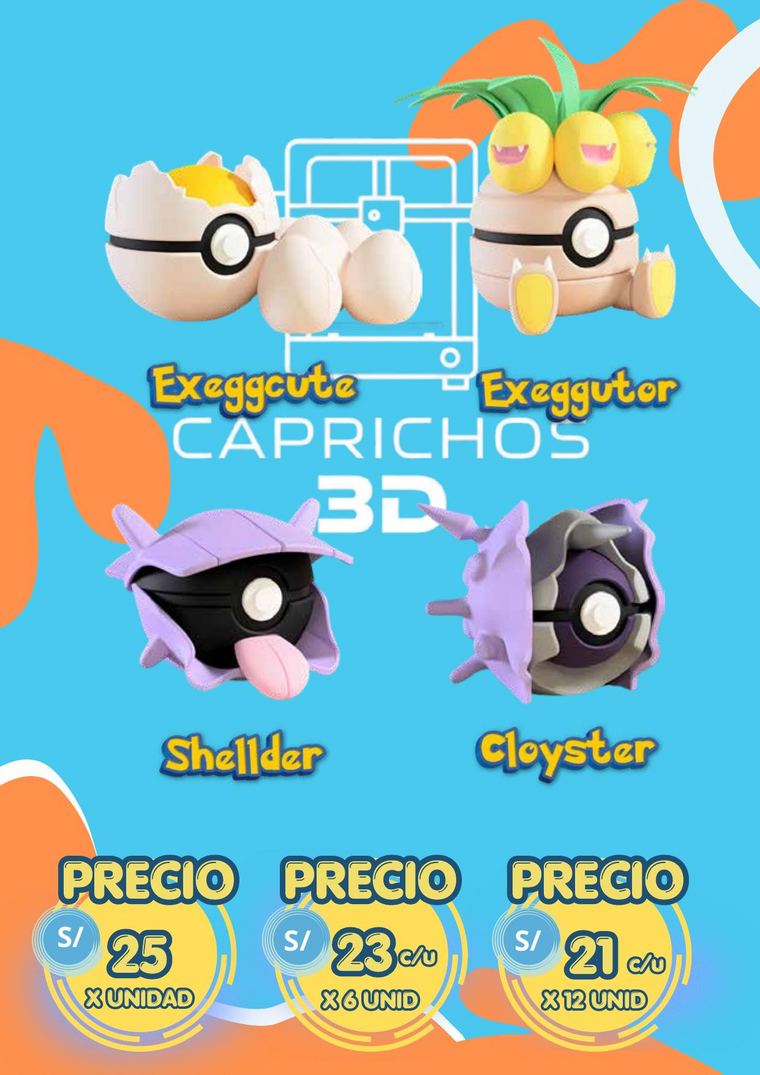 Exeggcute
Exeggutor
CAPRICHOS
3D
Shellder
Cloyster
PRECIO
S/ 25
X UNIDAD
PRECIO
S/ 23 c/u
X 6 UNID
PRECIO
S/ 21 c/u
X 12 UNID